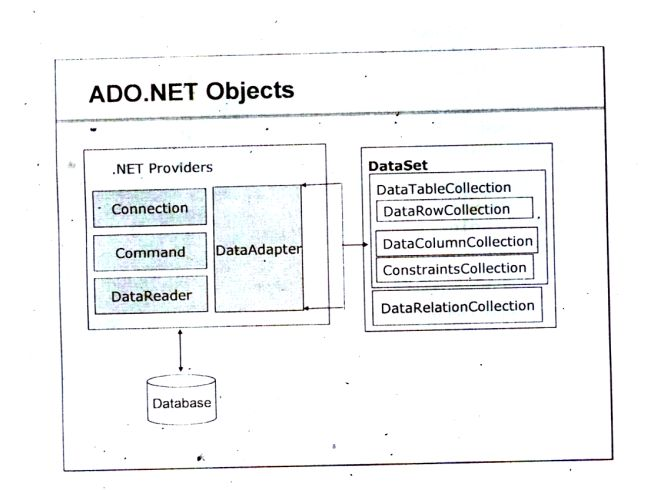 ADO.NET Objects
.NET Providers
Connection
Command
DataReader
DataAdapter
DataSet
DataTableCollection
DataRowCollection
DataColumnCollection
ConstraintsCollection
DataRelationCollection
Database